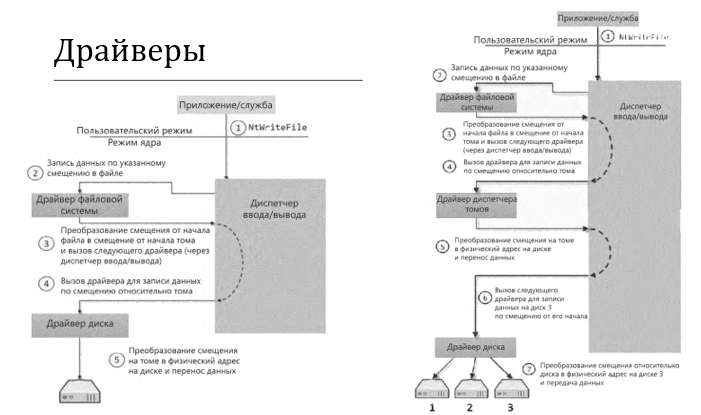 Драйверы
Приложение/служба
Пользовательский режим
Режим ядра
1 NtWriteFile
2 Запись данных по указанному
смещению в файле
Драйвер файловой
системы
Диспетчер
ввода/вывода
3 Преобразование смещения от начала
файла в смещение от начала тома
и вызов следующего драйвера (через
диспетчер ввода/вывода)
4 Вызов драйвера для записи данных
по смещению относительно тома
Драйвер диска
5 Преобразование смещения
на томе в физический адрес
на диске и перенос данных
Приложение/служба
Пользовательский режим
Режим ядра
1 NtWriteFile
2 Запись данных по указанному
смещению в файле
Драйвер файловой
системы
Диспетчер
ввода/вывода
3 Преобразование смещения от
начала файла в смещение от начала
тома и вызов следующего драйвера
(через диспетчер ввода/вывода)
4 Вызов драйвера для записи данных
по смещению относительно тома
Драйвер диспетчера
томов
5 Преобразование смещения на томе
в физический адрес на диске
и перенос данных
6 Вызов следующего
драйвера для записи
данных на диск 3
по смещению от его начала
Драйвер диска
7 Преобразование смещения относительно
диска в физический адрес на диске 3
и передача данных
1 2 3